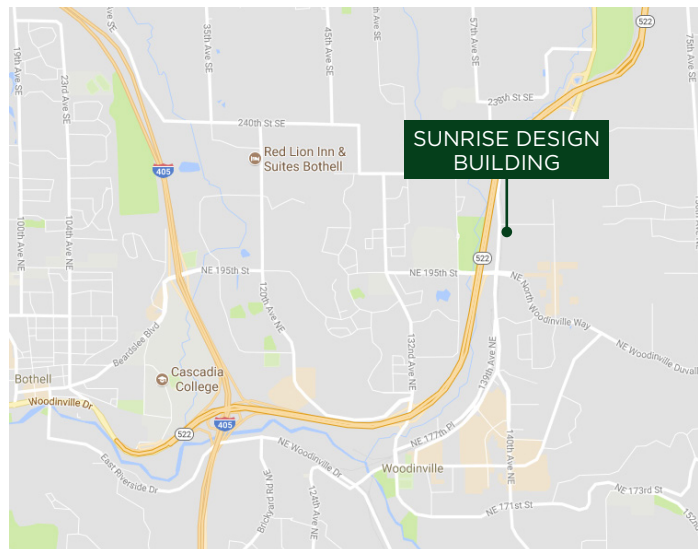 19th Ave SE
23rd Ave SE
35th Ave SE
45th Ave SE
57th Ave SE
522
75th Ave SE
240th St SE
Red Lion Inn &
Suites Bothell
405
SUNRISE DESIGN
BUILDING
100th Ave NE
104th Ave NE
NE 195th St
120th Ave NE
NE 195th St
522
NE North Woodinville Way
NE Woodinville Duvall
132nd Ave NE
139th Ave NE
Beardslee Blvd
Bothell
Cascadia
College
Woodinville Dr
522
405
East Riverside Dr
NE Woodinville Dr
NE 177th Pl
140th Ave NE
Woodinville
124th Ave NE
NE 171st St
NE 173rd St